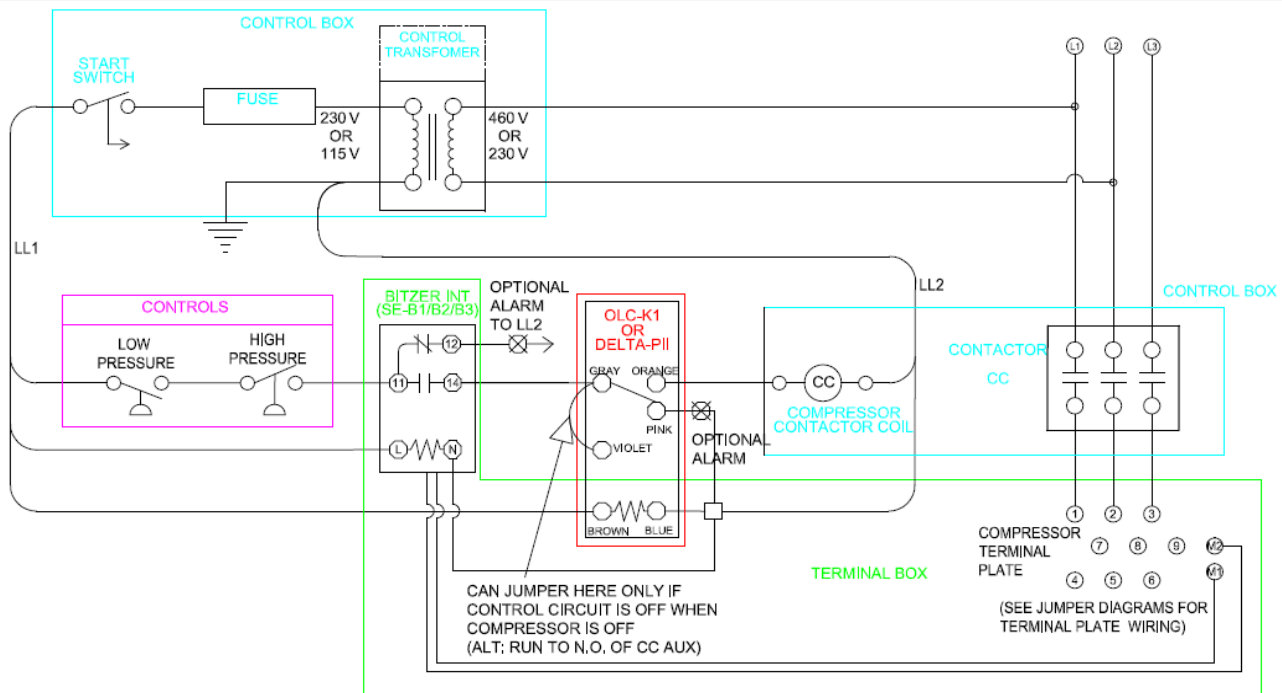 CONTROL BOX
CONTROL
TRANSFOMER
START
SWITCH
FUSE
230 V
OR
115 V
460 V
OR
230 V
L1
L2
L3
LL1
LL2
CONTROLS
LOW
PRESSURE
HIGH
PRESSURE
BITZER INT
(SE-B1/B2/B3)
12
11
14
L
N
OPTIONAL
ALARM
TO LL2
OLC-K1
OR
DELTA-PII
GRAY
ORANGE
PINK
VIOLET
BROWN
BLUE
OPTIONAL
ALARM
CC
COMPRESSOR
CONTACTOR COIL
CONTROL BOX
CONTACTOR
CC
CAN JUMPER HERE ONLY IF
CONTROL CIRCUIT IS OFF WHEN
COMPRESSOR IS OFF
(ALT; RUN TO N.O. OF CC AUX)
TERMINAL BOX
COMPRESSOR
TERMINAL
PLATE
1
2
3
7
8
9
M2
4
5
6
M1
(SEE JUMPER DIAGRAMS FOR
TERMINAL PLATE WIRING)